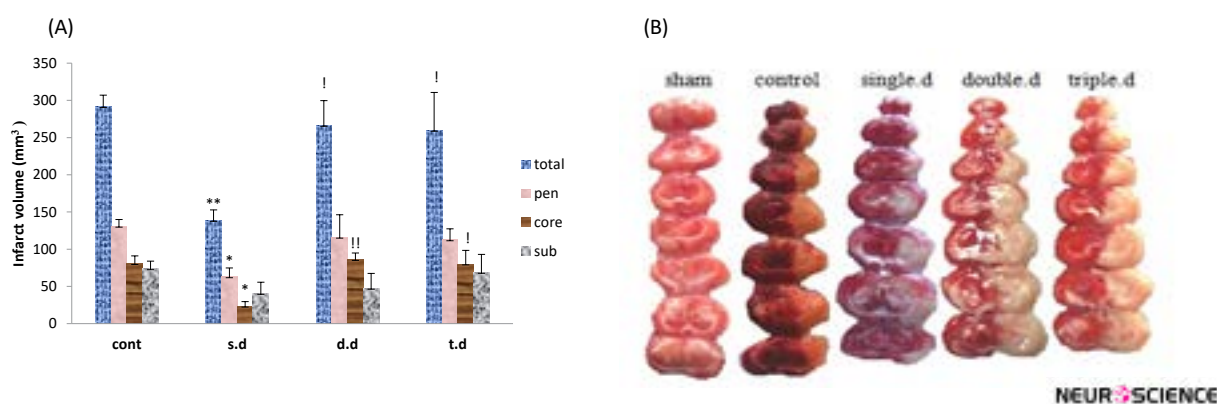 (A)
Infarct volume (mm³ )
350
300
250
200
150
100
50
0
**
*
*
!
!!
!
!
cont
s.d
d.d
t.d
total
pen
core
sub
(B)
sham control single.d double.d triple.d
NEUROSCIENCE